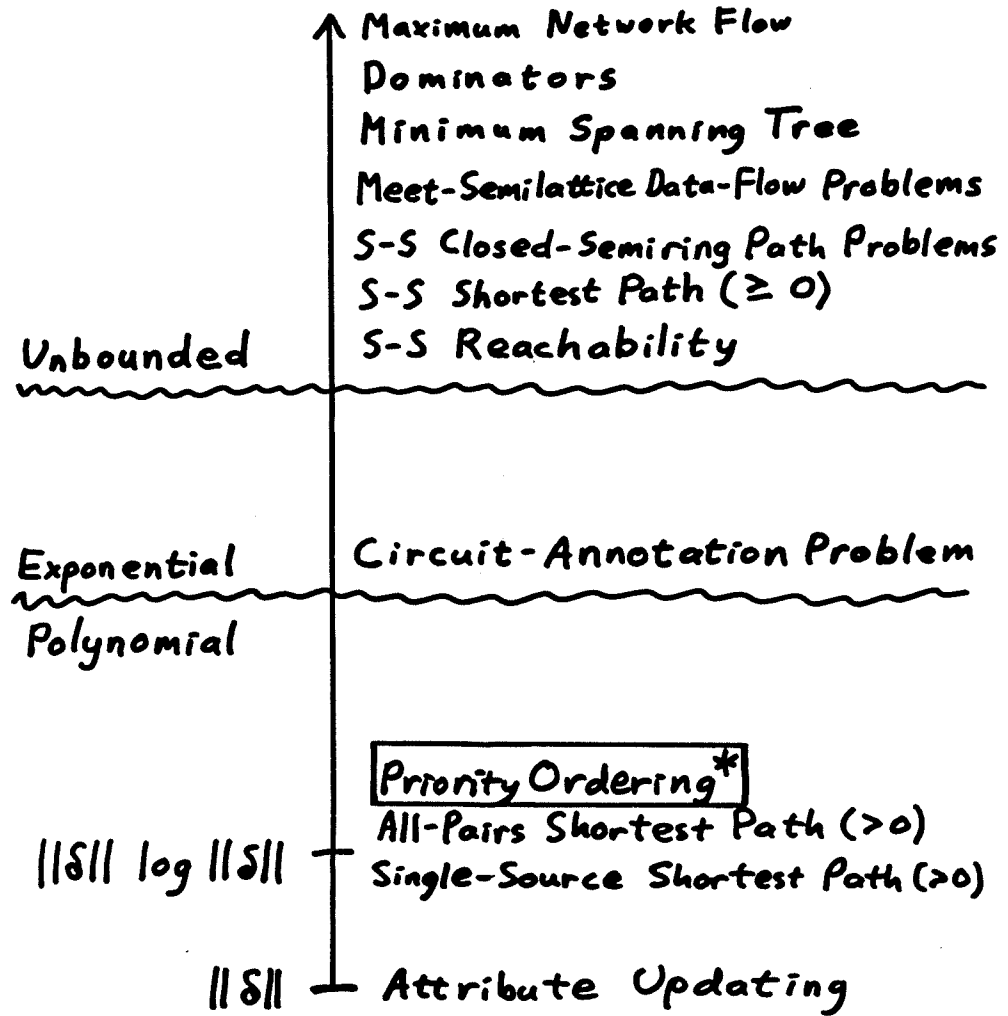 Maximum Network Flow
Dominators
Minimum Spanning Tree
Meet-Semilattice Data-Flow Problems
S-S Closed-Semiring Path Problems
S-S Shortest Path (≥ 0)
Unbounded S-S Reachability
Exponential Circuit-Annotation Problem
Polynomial
Priority Ordering*
All-Pairs Shortest Path (>0)
||δ|| log ||δ||
Single-Source Shortest Path (>0)
||δ|| Attribute Updating